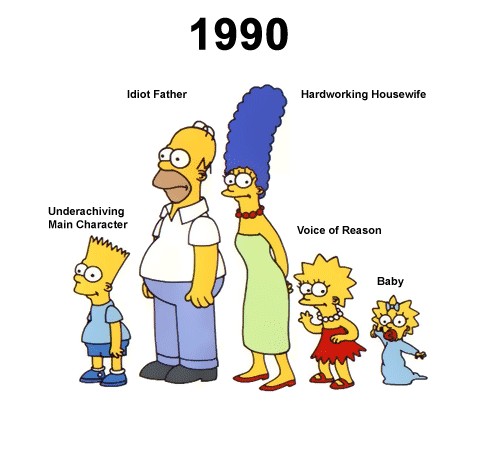 1990
Idiot Father
Hardworking Housewife
Underachiving
Main Character
Voice of Reason
Baby